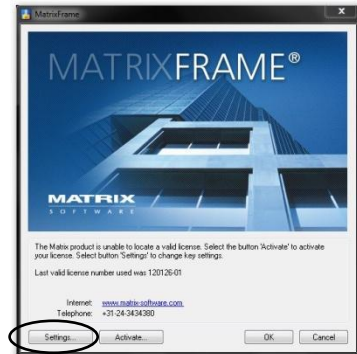 MatrixFrame
x
MATRIXFRAME®
MATRIX
SOFTWARE
The Matrix product is unable to locate a valid license. Select the button 'Activate' to activate
your license. Select button 'Settings' to change key settings.
Last valid license number used was 120126-01
Internet: www.matrix-software.com
Telephone: +31-24-3434380
Settings... Activate... OK Cancel